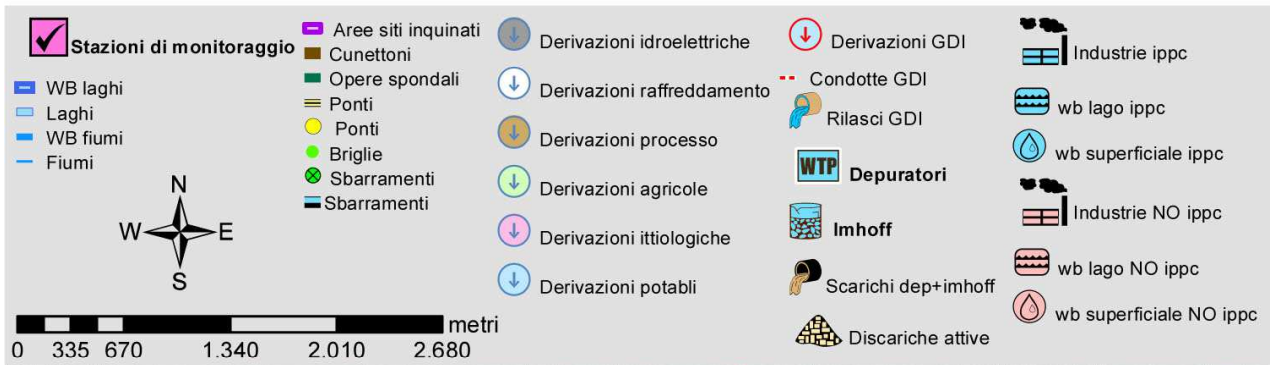 Stazioni di monitoraggio
WB laghi
Laghi
WB fiumi
Fiumi
N
W
E
S
metri
0 335 670 1.340 2.010 2.680
Aree siti inquinati
Cunettoni
Opere spondali
Ponti
Ponti
Briglie
Sbarramenti
Sbarramenti
Derivazioni idroelettriche
Derivazioni raffreddamento
Derivazioni processo
Derivazioni agricole
Derivazioni ittiologiche
Derivazioni potabli
Derivazioni GDI
Condotte GDI
Rilasci GDI
WTP Depuratori
Imhoff
Scarichi dep+imhoff
Discariche attive
Industrie ippc
wb lago ippc
wb superficiale ippc
Industrie NO ippc
wb lago NO ippc
wb superficiale NO ippc